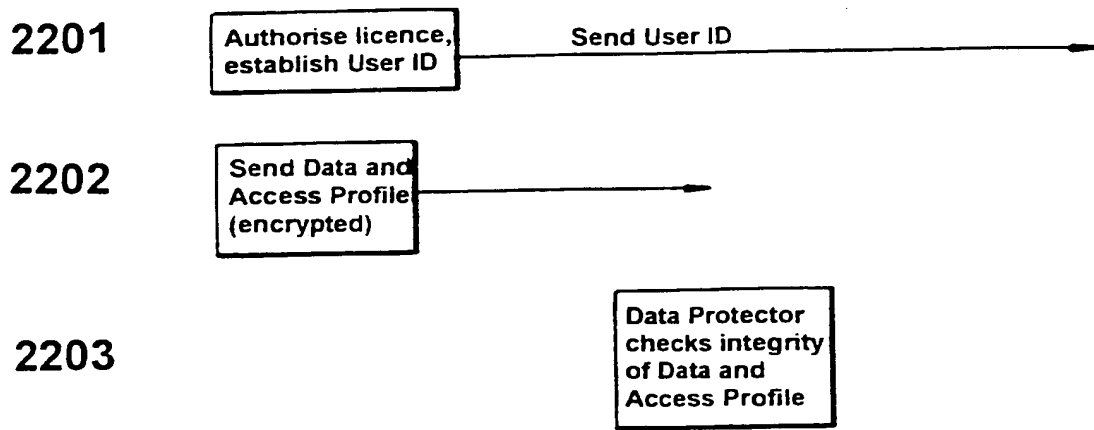 2201
Authorise licence,
establish User ID
Send User ID
2202
Send Data and
Access Profile
(encrypted)
2203
Data Protector
checks integrity
of Data and
Access Profile